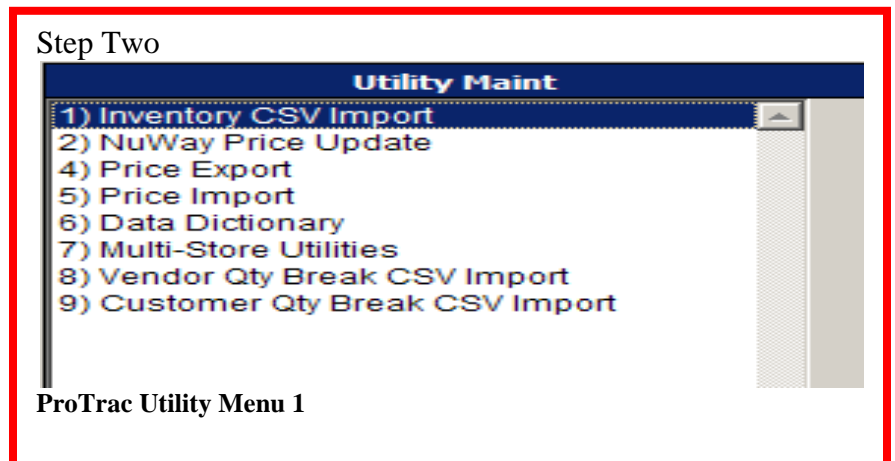 Step Two
Utility Maint
1) Inventory CSV Import
2) NuWay Price Update
4) Price Export
5) Price Import
6) Data Dictionary
7) Multi-Store Utilities
8) Vendor Qty Break CSV Import
9) Customer Qty Break CSV Import
ProTrac Utility Menu 1